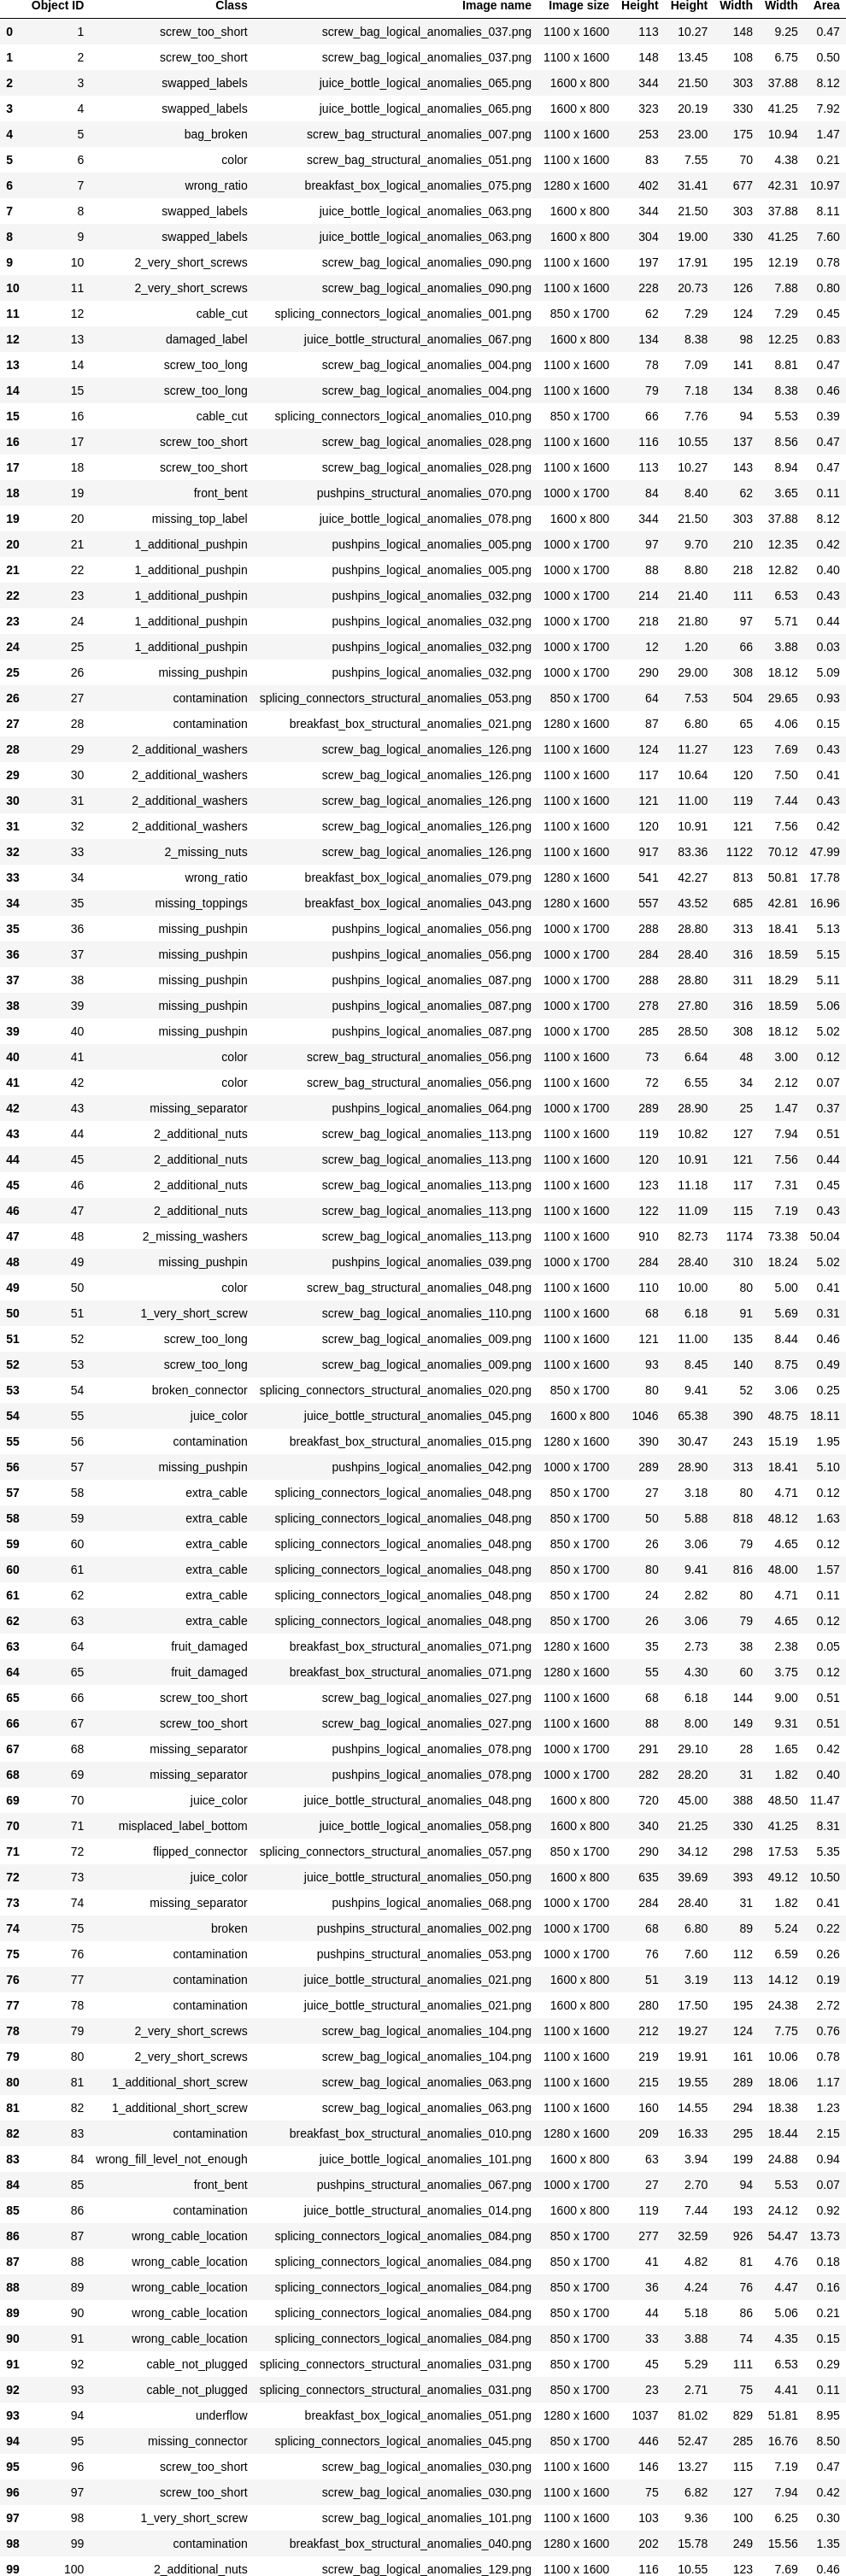 Object ID Class Image name Image size Height Height Width Width Area
0 1 screw_too_short screw_bag_logical_anomalies_037.png 1100 x 1600 113 10.27 148 9.25 0.47
1 2 screw_too_short screw_bag_logical_anomalies_037.png 1100 x 1600 148 13.45 108 6.75 0.50
2 3 swapped_labels juice_bottle_logical_anomalies_065.png 1600 x 800 344 21.50 303 37.88 8.12
3 4 swapped_labels juice_bottle_logical_anomalies_065.png 1600 x 800 323 20.19 330 41.25 7.92
4 5 bag_broken screw_bag_structural_anomalies_007.png 1100 x 1600 253 23.00 175 10.94 1.47
5 6 color screw_bag_structural_anomalies_051.png 1100 x 1600 83 7.55 70 4.38 0.21
6 7 wrong_ratio breakfast_box_logical_anomalies_075.png 1280 x 1600 402 31.41 677 42.31 10.97
7 8 swapped_labels juice_bottle_logical_anomalies_063.png 1600 x 800 344 21.50 303 37.88 8.11
8 9 swapped_labels juice_bottle_logical_anomalies_063.png 1600 x 800 304 19.00 330 41.25 7.60
9 10 2_very_short_screws screw_bag_logical_anomalies_090.png 1100 x 1600 197 17.91 195 12.19 0.78
10 11 2_very_short_screws screw_bag_logical_anomalies_090.png 1100 x 1600 228 20.73 126 7.88 0.80
11 12 cable_cut splicing_connectors_logical_anomalies_001.png 850 x 1700 62 7.29 124 7.29 0.45
12 13 damaged_label juice_bottle_structural_anomalies_067.png 1600 x 800 134 8.38 98 12.25 0.83
13 14 screw_too_long screw_bag_logical_anomalies_004.png 1100 x 1600 78 7.09 141 8.81 0.47
14 15 screw_too_long screw_bag_logical_anomalies_004.png 1100 x 1600 79 7.18 134 8.38 0.46
15 16 cable_cut splicing_connectors_logical_anomalies_010.png 850 x 1700 66 7.76 94 5.53 0.39
16 17 screw_too_short screw_bag_logical_anomalies_028.png 1100 x 1600 116 10.55 137 8.56 0.47
17 18 screw_too_short screw_bag_logical_anomalies_028.png 1100 x 1600 113 10.27 143 8.94 0.47
18 19 front_bent pushpins_structural_anomalies_070.png 1000 x 1700 84 8.40 62 3.65 0.11
19 20 missing_top_label juice_bottle_logical_anomalies_078.png 1600 x 800 344 21.50 303 37.88 8.12
20 21 1_additional_pushpin pushpins_logical_anomalies_005.png 1000 x 1700 97 9.70 210 12.35 0.42
21 22 1_additional_pushpin pushpins_logical_anomalies_005.png 1000 x 1700 88 8.80 218 12.82 0.40
22 23 1_additional_pushpin pushpins_logical_anomalies_032.png 1000 x 1700 214 21.40 111 6.53 0.43
23 24 1_additional_pushpin pushpins_logical_anomalies_032.png 1000 x 1700 218 21.80 97 5.71 0.44
24 25 1_additional_pushpin pushpins_logical_anomalies_032.png 1000 x 1700 12 1.20 66 3.88 0.03
25 26 missing_pushpin pushpins_logical_anomalies_032.png 1000 x 1700 290 29.00 308 18.12 5.09
26 27 contamination splicing_connectors_structural_anomalies_053.png 850 x 1700 64 7.53 504 29.65 0.93
27 28 contamination breakfast_box_structural_anomalies_021.png 1280 x 1600 87 6.80 65 4.06 0.15
28 29 2_additional_washers screw_bag_logical_anomalies_126.png 1100 x 1600 124 11.27 123 7.69 0.43
29 30 2_additional_washers screw_bag_logical_anomalies_126.png 1100 x 1600 117 10.64 120 7.50 0.41
30 31 2_additional_washers screw_bag_logical_anomalies_126.png 1100 x 1600 121 11.00 119 7.44 0.43
31 32 2_additional_washers screw_bag_logical_anomalies_126.png 1100 x 1600 120 10.91 121 7.56 0.42
32 33 2_missing_nuts screw_bag_logical_anomalies_126.png 1100 x 1600 917 83.36 1122 70.12 47.99
33 34 wrong_ratio breakfast_box_logical_anomalies_079.png 1280 x 1600 541 42.27 813 50.81 17.78
34 35 missing_toppings breakfast_box_logical_anomalies_043.png 1280 x 1600 557 43.52 685 42.81 16.96
35 36 missing_pushpin pushpins_logical_anomalies_056.png 1000 x 1700 288 28.80 313 18.41 5.13
36 37 missing_pushpin pushpins_logical_anomalies_056.png 1000 x 1700 284 28.40 316 18.59 5.15
37 38 missing_pushpin pushpins_logical_anomalies_087.png 1000 x 1700 288 28.80 311 18.29 5.11
38 39 missing_pushpin pushpins_logical_anomalies_087.png 1000 x 1700 278 27.80 316 18.59 5.06
39 40 missing_pushpin pushpins_logical_anomalies_087.png 1000 x 1700 285 28.50 308 18.12 5.02
40 41 color screw_bag_structural_anomalies_056.png 1100 x 1600 73 6.64 48 3.00 0.12
41 42 color screw_bag_structural_anomalies_056.png 1100 x 1600 72 6.55 34 2.12 0.07
42 43 missing_separator pushpins_logical_anomalies_064.png 1000 x 1700 289 28.90 25 1.47 0.37
43 44 2_additional_nuts screw_bag_logical_anomalies_113.png 1100 x 1600 119 10.82 127 7.94 0.51
44 45 2_additional_nuts screw_bag_logical_anomalies_113.png 1100 x 1600 120 10.91 121 7.56 0.44
45 46 2_additional_nuts screw_bag_logical_anomalies_113.png 1100 x 1600 123 11.18 117 7.31 0.45
46 47 2_additional_nuts screw_bag_logical_anomalies_113.png 1100 x 1600 122 11.09 115 7.19 0.43
47 48 2_missing_washers screw_bag_logical_anomalies_113.png 1100 x 1600 910 82.73 1174 73.38 50.04
48 49 missing_pushpin pushpins_logical_anomalies_039.png 1000 x 1700 284 28.40 310 18.24 5.02
49 50 color screw_bag_structural_anomalies_048.png 1100 x 1600 110 10.00 80 5.00 0.41
50 51 1_very_short_screw screw_bag_logical_anomalies_110.png 1100 x 1600 68 6.18 91 5.69 0.31
51 52 screw_too_long screw_bag_logical_anomalies_009.png 1100 x 1600 121 11.00 135 8.44 0.46
52 53 screw_too_long screw_bag_logical_anomalies_009.png 1100 x 1600 93 8.45 140 8.75 0.49
53 54 broken_connector splicing_connectors_structural_anomalies_020.png 850 x 1700 80 9.41 52 3.06 0.25
54 55 juice_color juice_bottle_structural_anomalies_045.png 1600 x 800 1046 65.38 390 48.75 18.11
55 56 contamination breakfast_box_structural_anomalies_015.png 1280 x 1600 390 30.47 243 15.19 1.95
56 57 missing_pushpin pushpins_logical_anomalies_042.png 1000 x 1700 289 28.90 313 18.41 5.10
57 58 extra_cable splicing_connectors_logical_anomalies_048.png 850 x 1700 27 3.18 80 4.71 0.12
58 59 extra_cable splicing_connectors_logical_anomalies_048.png 850 x 1700 50 5.88 818 48.12 1.63
59 60 extra_cable splicing_connectors_logical_anomalies_048.png 850 x 1700 26 3.06 79 4.65 0.12
60 61 extra_cable splicing_connectors_logical_anomalies_048.png 850 x 1700 80 9.41 816 48.00 1.57
61 62 extra_cable splicing_connectors_logical_anomalies_048.png 850 x 1700 24 2.82 80 4.71 0.11
62 63 extra_cable splicing_connectors_logical_anomalies_048.png 850 x 1700 26 3.06 79 4.65 0.12
63 64 fruit_damaged breakfast_box_structural_anomalies_071.png 1280 x 1600 35 2.73 38 2.38 0.05
64 65 fruit_damaged breakfast_box_structural_anomalies_071.png 1280 x 1600 55 4.30 60 3.75 0.12
65 66 screw_too_short screw_bag_logical_anomalies_027.png 1100 x 1600 68 6.18 144 9.00 0.51
66 67 screw_too_short screw_bag_logical_anomalies_027.png 1100 x 1600 88 8.00 149 9.31 0.51
67 68 missing_separator pushpins_logical_anomalies_078.png 1000 x 1700 291 29.10 28 1.65 0.42
68 69 missing_separator pushpins_logical_anomalies_078.png 1000 x 1700 282 28.20 31 1.82 0.40
69 70 juice_color juice_bottle_structural_anomalies_048.png 1600 x 800 720 45.00 388 48.50 11.47
70 71 misplaced_label_bottom juice_bottle_logical_anomalies_058.png 1600 x 800 340 21.25 330 41.25 8.31
71 72 flipped_connector splicing_connectors_structural_anomalies_057.png 850 x 1700 290 34.12 298 17.53 5.35
72 73 juice_color juice_bottle_structural_anomalies_050.png 1600 x 800 635 39.69 393 49.12 10.50
73 74 missing_separator pushpins_logical_anomalies_068.png 1000 x 1700 284 28.40 31 1.82 0.41
74 75 broken pushpins_structural_anomalies_002.png 1000 x 1700 68 6.80 89 5.24 0.22
75 76 contamination pushpins_structural_anomalies_053.png 1000 x 1700 76 7.60 112 6.59 0.26
76 77 contamination juice_bottle_structural_anomalies_021.png 1600 x 800 51 3.19 113 14.12 0.19
77 78 contamination juice_bottle_structural_anomalies_021.png 1600 x 800 280 17.50 195 24.38 2.72
78 79 2_very_short_screws screw_bag_logical_anomalies_104.png 1100 x 1600 212 19.27 124 7.75 0.76
79 80 2_very_short_screws screw_bag_logical_anomalies_104.png 1100 x 1600 219 19.91 161 10.06 0.78
80 81 1_additional_short_screw screw_bag_logical_anomalies_063.png 1100 x 1600 215 19.55 289 18.06 1.17
81 82 1_additional_short_screw screw_bag_logical_anomalies_063.png 1100 x 1600 160 14.55 294 18.38 1.23
82 83 contamination breakfast_box_structural_anomalies_010.png 1280 x 1600 209 16.33 295 18.44 2.15
83 84 wrong_fill_level_not_enough juice_bottle_logical_anomalies_101.png 1600 x 800 63 3.94 199 24.88 0.94
84 85 front_bent pushpins_structural_anomalies_067.png 1000 x 1700 27 2.70 94 5.53 0.07
85 86 contamination juice_bottle_structural_anomalies_014.png 1600 x 800 119 7.44 193 24.12 0.92
86 87 wrong_cable_location splicing_connectors_logical_anomalies_084.png 850 x 1700 277 32.59 926 54.47 13.73
87 88 wrong_cable_location splicing_connectors_logical_anomalies_084.png 850 x 1700 41 4.82 81 4.76 0.18
88 89 wrong_cable_location splicing_connectors_logical_anomalies_084.png 850 x 1700 36 4.24 76 4.47 0.16
89 90 wrong_cable_location splicing_connectors_logical_anomalies_084.png 850 x 1700 44 5.18 86 5.06 0.21
90 91 wrong_cable_location splicing_connectors_logical_anomalies_084.png 850 x 1700 33 3.88 74 4.35 0.15
91 92 cable_not_plugged splicing_connectors_structural_anomalies_031.png 850 x 1700 45 5.29 111 6.53 0.29
92 93 cable_not_plugged splicing_connectors_structural_anomalies_031.png 850 x 1700 23 2.71 75 4.41 0.11
93 94 underflow breakfast_box_logical_anomalies_051.png 1280 x 1600 1037 81.02 829 51.81 8.95
94 95 missing_connector splicing_connectors_logical_anomalies_045.png 850 x 1700 446 52.47 285 16.76 8.50
95 96 screw_too_short screw_bag_logical_anomalies_030.png 1100 x 1600 146 13.27 115 7.19 0.47
96 97 screw_too_short screw_bag_logical_anomalies_030.png 1100 x 1600 75 6.82 127 7.94 0.42
97 98 1_very_short_screw screw_bag_logical_anomalies_101.png 1100 x 1600 103 9.36 100 6.25 0.30
98 99 contamination breakfast_box_structural_anomalies_040.png 1280 x 1600 202 15.78 249 15.56 1.35
99 100 2_additional_nuts screw_bag_logical_anomalies_129.png 1100 x 1600 116 10.55 123 7.69 0.46